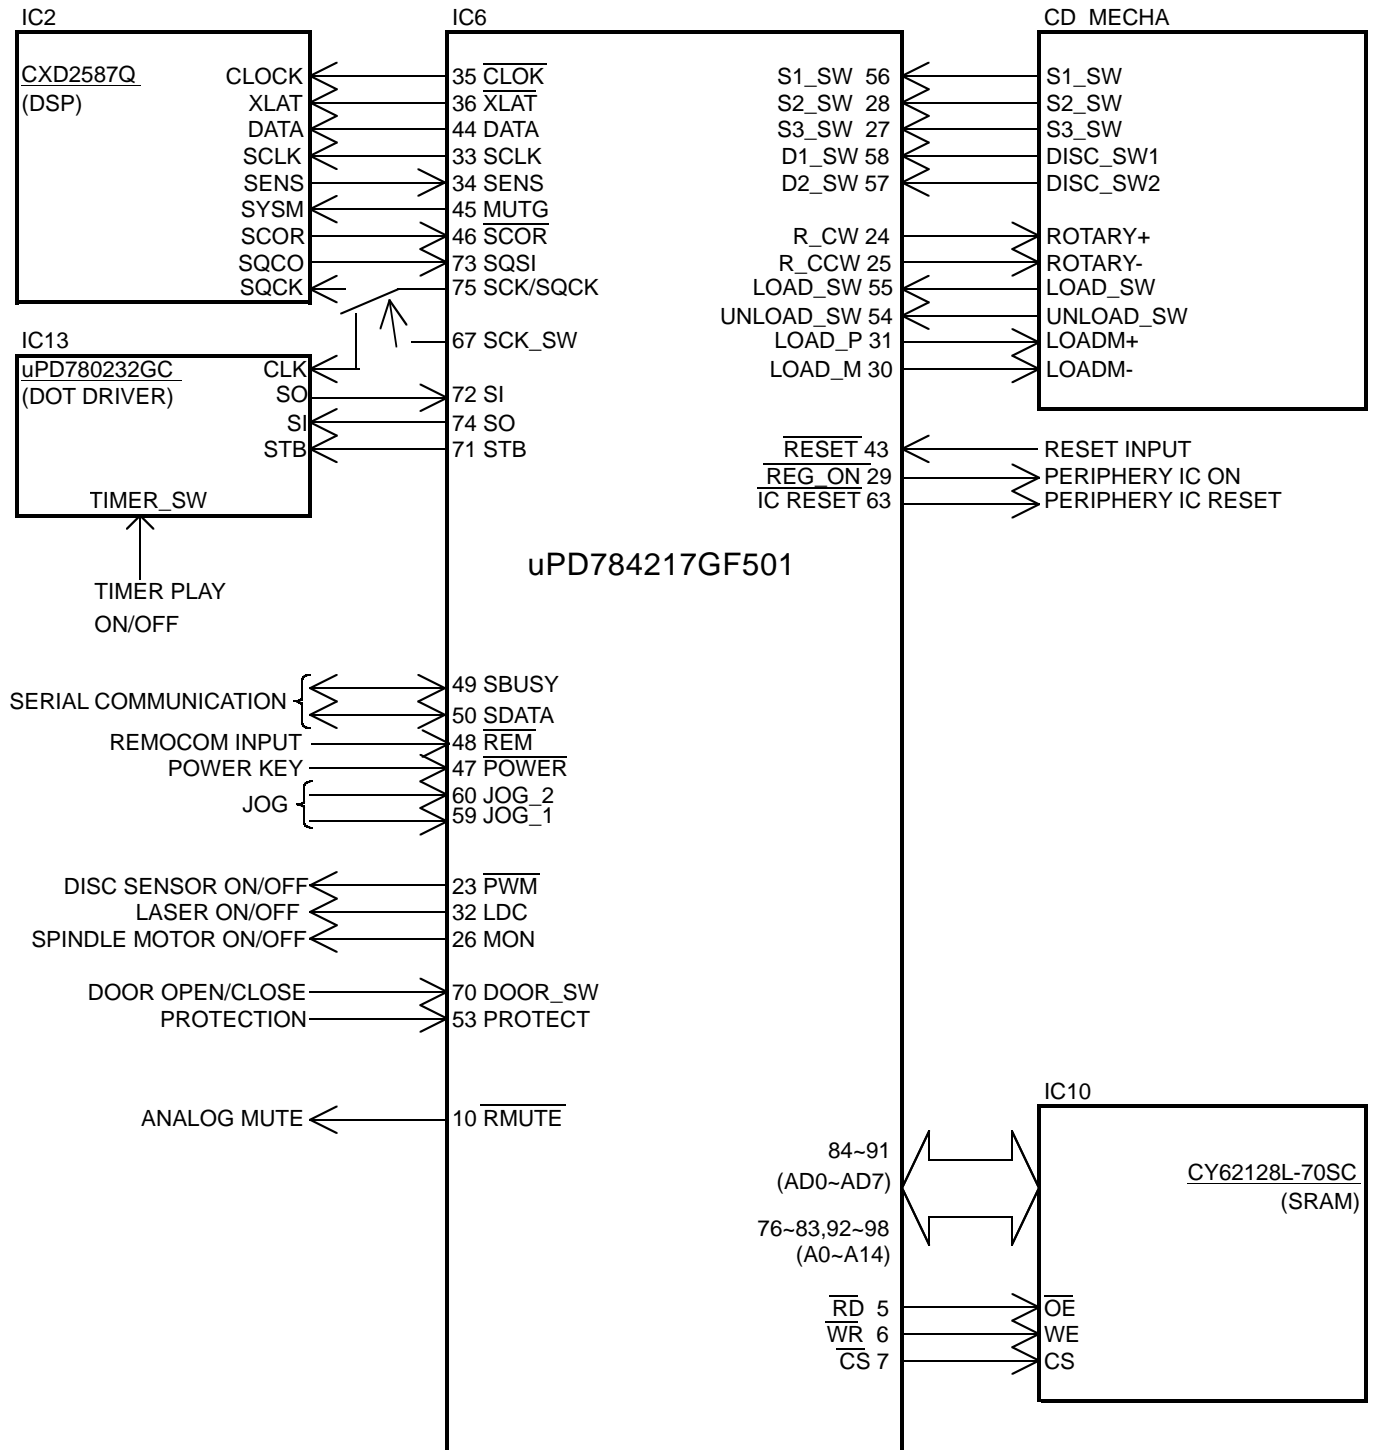 IC2
CXD2587Q
(DSP)
CLOCK
XLAT
DATA
SCLK
SENS
SYSM
SCOR
SQCO
SQCK
IC13
uPD780232GC
(DOT DRIVER)
CLK
SO
SI
STB
TIMER_SW
TIMER PLAY
ON/OFF
SERIAL COMMUNICATION
REMOCOM INPUT
POWER KEY
JOG
DISC SENSOR ON/OFF
LASER ON/OFF
SPINDLE MOTOR ON/OFF
DOOR OPEN/CLOSE
PROTECTION
ANALOG MUTE
IC6
35 CLOK
36 XLAT
44 DATA
33 SCLK
34 SENS
45 MUTG
46 SCOR
73 SQSI
75 SCK/SQCK
67 SCK_SW
72 SI
74 SO
71 STB
uPD784217GF501
49 SBUSY
50 SDATA
48 REM
47 POWER
60 JOG_2
59 JOG_1
23 PWM
32 LDC
26 MON
70 DOOR_SW
53 PROTECT
10 RMUTE
S1_SW 56
S2_SW 28
S3_SW 27
D1_SW 58
D2_SW 57
R_CW 24
R_CCW 25
LOAD_SW 55
UNLOAD_SW 54
LOAD_P 31
LOAD_M 30
RESET 43
REG_ON 29
IC RESET 63
84~91
(AD0~AD7)
76~83,92~98
(A0~A14)
RD 5
WR 6
CS 7
CD MECHA
S1_SW
S2_SW
S3_SW
DISC_SW1
DISC_SW2
ROTARY+
ROTARY-
LOAD_SW
UNLOAD_SW
LOADM+
LOADM-
RESET INPUT
PERIPHERY IC ON
PERIPHERY IC RESET
IC10
CY62128L-70SC
(SRAM)
OE
WE
CS